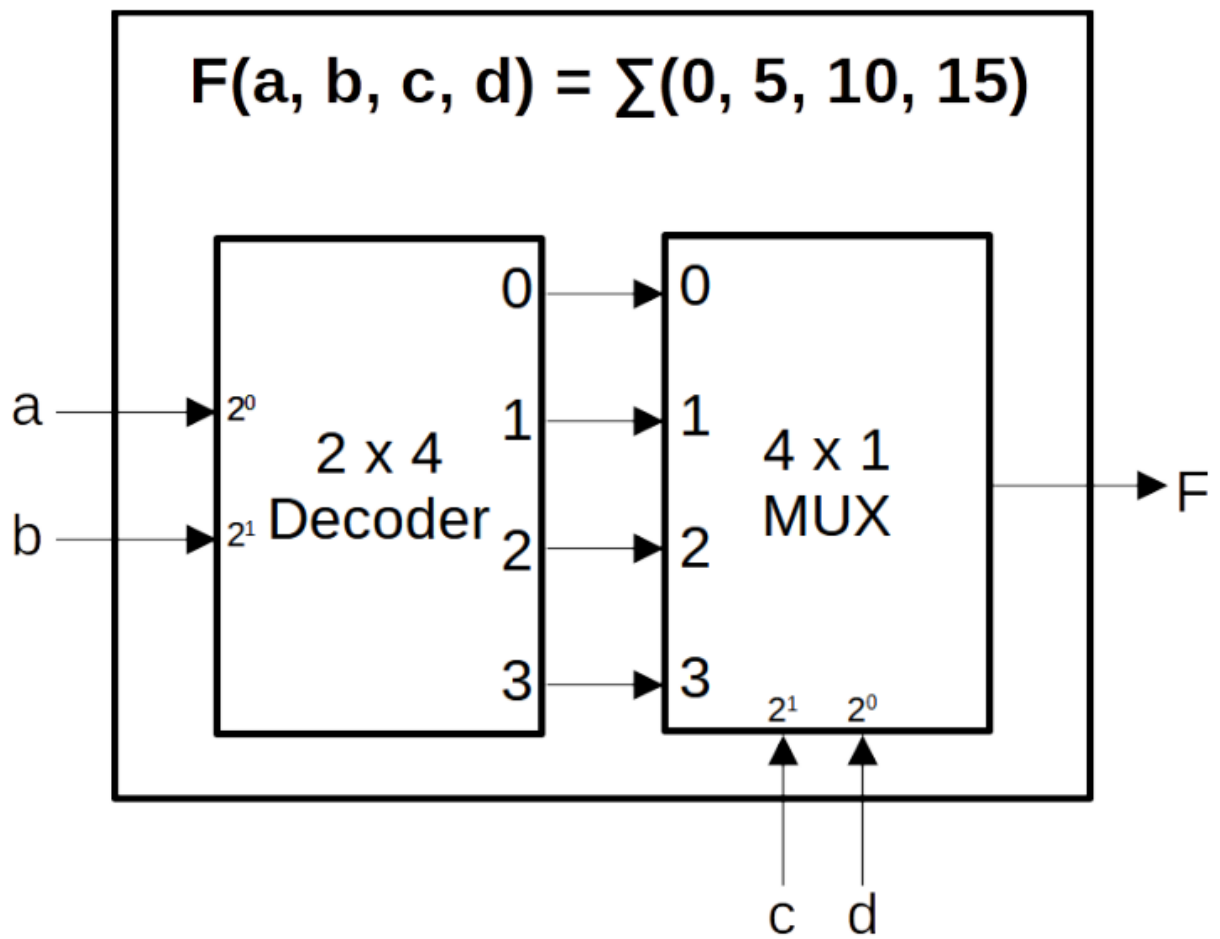 F(a, b, c, d) = ∑(0, 5, 10, 15)
a
b
2⁰
2¹
2 x 4
Decoder
0
1
2
3
0
1
2
3
4 x 1
MUX
2¹ 2⁰
c d
F